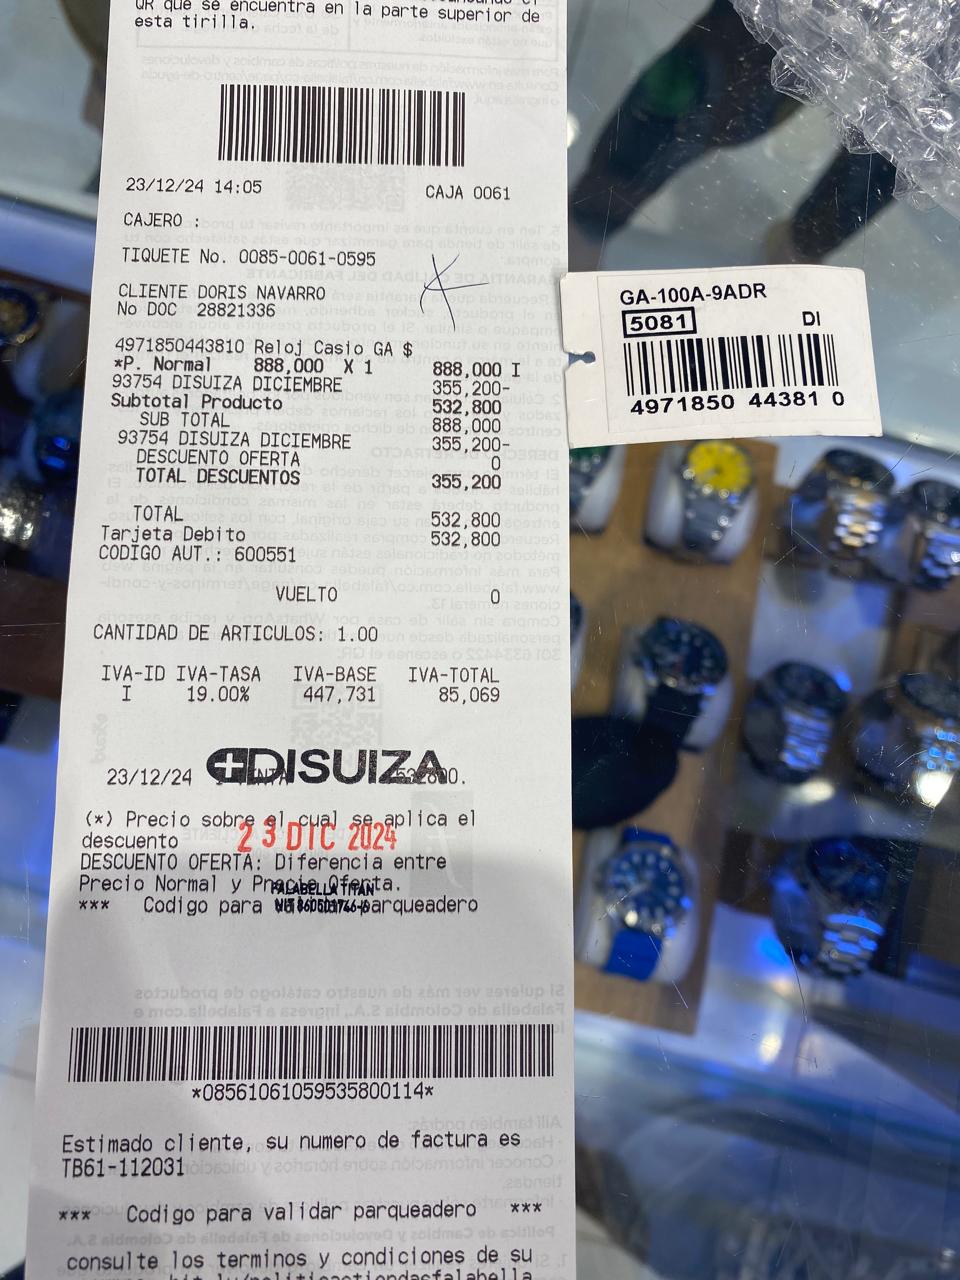 QR que se encuentra en la parte superior de
esta tirilla.
23/12/24 14:05 CAJA 0061
CAJERO :
TIQUETE No. 0085-0061-0595
CLIENTE DORIS NAVARRO
No DOC 28821336
4971850443810 Reloj Casio GA $
*P. Normal 888,000 X 1 888,000 I
93754 DISUIZA DICIEMBRE 355,200-
Subtotal Producto 532,800
SUB TOTAL 888,000
93754 DISUIZA DICIEMBRE 355,200-
DESCUENTO OFERTA 0
TOTAL DESCUENTOS 355,200
TOTAL 532,800
Tarjeta Debito 532,800
CODIGO AUT.: 600551
VUELTO 0
CANTIDAD DE ARTICULOS: 1.00
IVA-ID IVA-TASA IVA-BASE IVA-TOTAL
I 19.00% 447,731 85,069
DISUIZA
23/12/24
(*) Precio sobre el cual se aplica el
descuento
23 DIC 2024
DESCUENTO OFERTA: Diferencia entre
Precio Normal y Precio Oferta.
FALABELLA TITAN
*** Codigo para validar parqueadero
*08561061059535800114*
Estimado cliente, su numero de factura es
TB61-112031
*** Codigo para validar parqueadero ***
consulte los terminos y condiciones de su
GA-100A-9ADR
5081 DI
4971850 44381 0